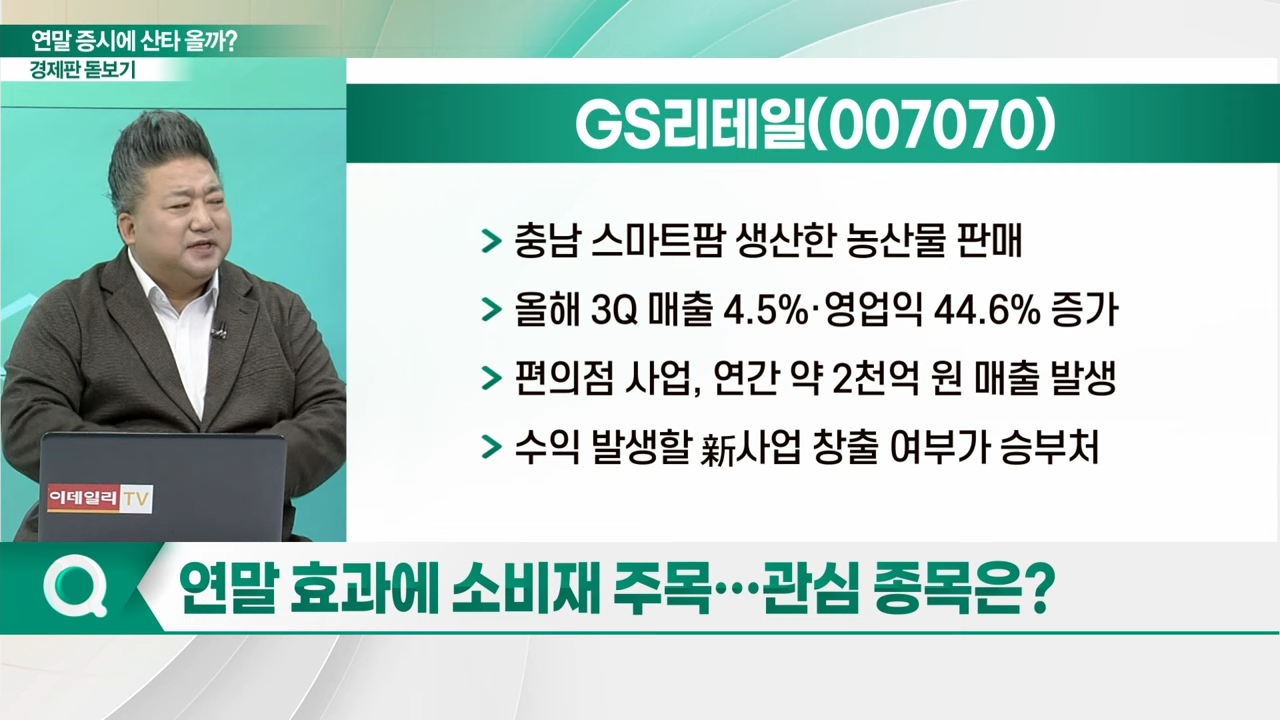 연말 증시에 산타 올까?
경제판 돋보기
GS리테일(007070)
> 충남 스마트팜 생산한 농산물 판매
> 올해 3Q 매출 4.5%·영업익 44.6% 증가
> 편의점 사업, 연간 약 2천억 원 매출 발생
> 수익 발생할 新사업 창출 여부가 승부처
이데일리 TV
Q 연말 효과에 소비재 주목…관심 종목은?